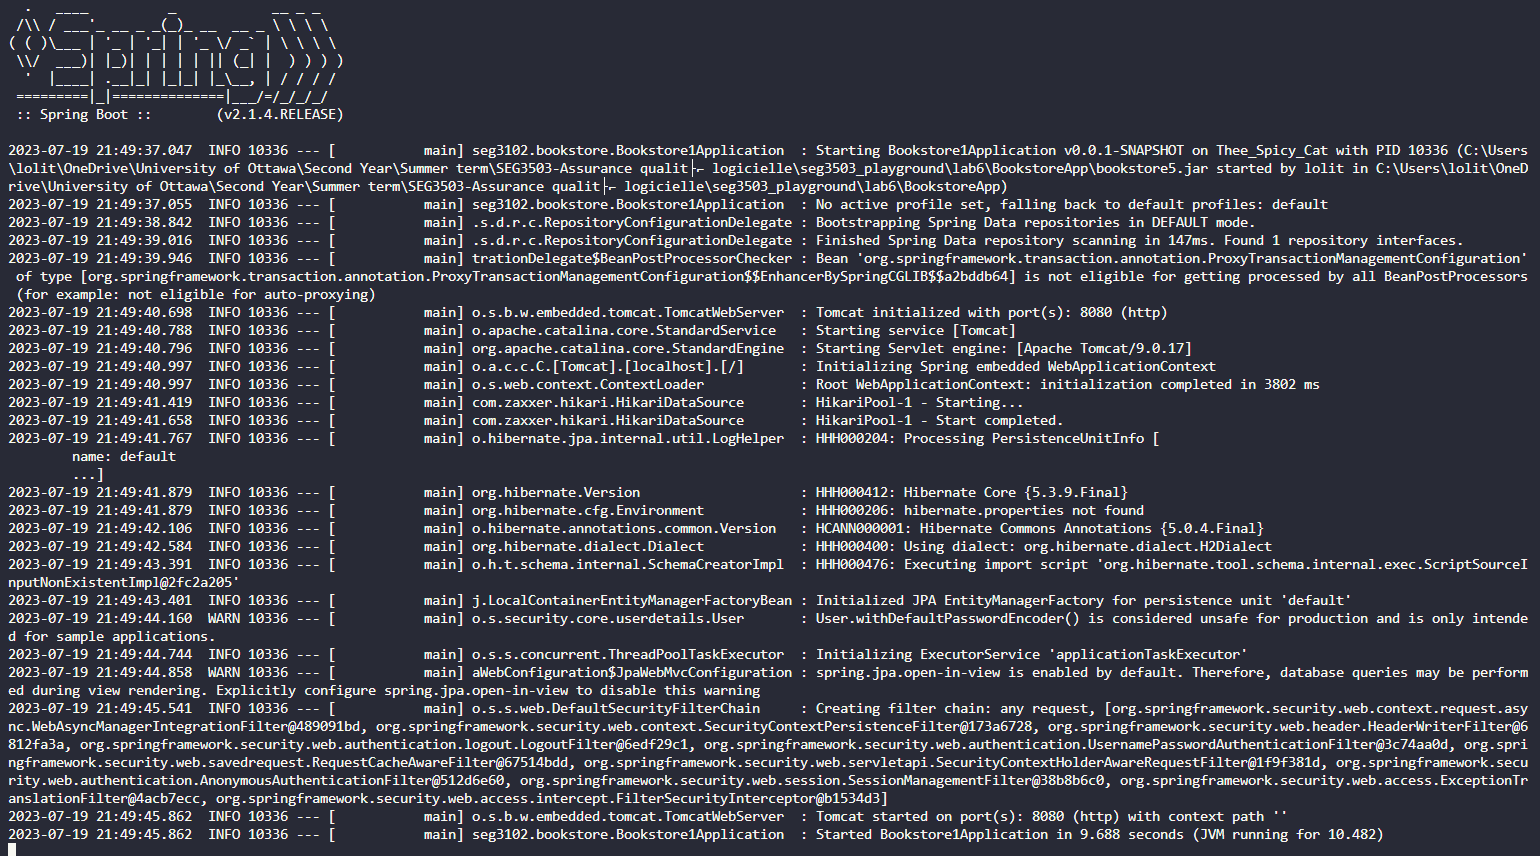 .   ____          _            __ _ _
 /\\ / ___'_ __ _ _(_)_ __  __ _ \ \ \ \
( ( )\___ | '_ | '_| | '_ \/ _` | \ \ \ \
 \\/  ___)| |_)| | | | | || (_| |  ) ) ) )
  '  |____| .__|_| |_|_| |_\__, | / / / /
 =========|_|==============|___/=/_/_/_/
 :: Spring Boot ::        (v2.1.4.RELEASE)

2023-07-19 21:49:37.047  INFO 10336 --- [           main] seg3102.bookstore.Bookstore1Application  : Starting Bookstore1Application v0.0.1-SNAPSHOT on Thee_Spicy_Cat with PID 10336 (C:\Users
\lolit\OneDrive\University of Ottawa\Second Year\Summer term\SEG3503-Assurance qualit├⌐ logicielle\seg3503_playground\lab6\BookstoreApp\bookstore5.jar started by lolit in C:\Users\lolit\OneD
rive\University of Ottawa\Second Year\Summer term\SEG3503-Assurance qualit├⌐ logicielle\seg3503_playground\lab6\BookstoreApp)
2023-07-19 21:49:37.055  INFO 10336 --- [           main] seg3102.bookstore.Bookstore1Application  : No active profile set, falling back to default profiles: default
2023-07-19 21:49:38.842  INFO 10336 --- [           main] .s.d.r.c.RepositoryConfigurationDelegate : Bootstrapping Spring Data repositories in DEFAULT mode.
2023-07-19 21:49:39.016  INFO 10336 --- [           main] .s.d.r.c.RepositoryConfigurationDelegate : Finished Spring Data repository scanning in 147ms. Found 1 repository interfaces.
2023-07-19 21:49:39.946  INFO 10336 --- [           main] trationDelegate$BeanPostProcessorChecker : Bean 'org.springframework.transaction.annotation.ProxyTransactionManagementConfiguration'
 of type [org.springframework.transaction.annotation.ProxyTransactionManagementConfiguration$$EnhancerBySpringCGLIB$$a2bddb64] is not eligible for getting processed by all BeanPostProcessors
 (for example: not eligible for auto-proxying)
2023-07-19 21:49:40.698  INFO 10336 --- [           main] o.s.b.w.embedded.tomcat.TomcatWebServer  : Tomcat initialized with port(s): 8080 (http)
2023-07-19 21:49:40.788  INFO 10336 --- [           main] o.apache.catalina.core.StandardService   : Starting service [Tomcat]
2023-07-19 21:49:40.796  INFO 10336 --- [           main] org.apache.catalina.core.StandardEngine  : Starting Servlet engine: [Apache Tomcat/9.0.17]
2023-07-19 21:49:40.997  INFO 10336 --- [           main] o.a.c.c.C.[Tomcat].[localhost].[/]       : Initializing Spring embedded WebApplicationContext
2023-07-19 21:49:40.997  INFO 10336 --- [           main] o.s.web.context.ContextLoader            : Root WebApplicationContext: initialization completed in 3802 ms
2023-07-19 21:49:41.419  INFO 10336 --- [           main] com.zaxxer.hikari.HikariDataSource       : HikariPool-1 - Starting...
2023-07-19 21:49:41.658  INFO 10336 --- [           main] com.zaxxer.hikari.HikariDataSource       : HikariPool-1 - Start completed.
2023-07-19 21:49:41.767  INFO 10336 --- [           main] o.hibernate.jpa.internal.util.LogHelper  : HHH000204: Processing PersistenceUnitInfo [
        name: default
        ...]
2023-07-19 21:49:41.879  INFO 10336 --- [           main] org.hibernate.Version                    : HHH000412: Hibernate Core {5.3.9.Final}
2023-07-19 21:49:41.879  INFO 10336 --- [           main] org.hibernate.cfg.Environment            : HHH000206: hibernate.properties not found
2023-07-19 21:49:42.106  INFO 10336 --- [           main] o.hibernate.annotations.common.Version   : HCANN000001: Hibernate Commons Annotations {5.0.4.Final}
2023-07-19 21:49:42.584  INFO 10336 --- [           main] org.hibernate.dialect.Dialect            : HHH000400: Using dialect: org.hibernate.dialect.H2Dialect
2023-07-19 21:49:43.391  INFO 10336 --- [           main] o.h.t.schema.internal.SchemaCreatorImpl  : HHH000476: Executing import script 'org.hibernate.tool.schema.internal.exec.ScriptSourceI
nputNonExistentImpl@2fc2a205'
2023-07-19 21:49:43.401  INFO 10336 --- [           main] j.LocalContainerEntityManagerFactoryBean : Initialized JPA EntityManagerFactory for persistence unit 'default'
2023-07-19 21:49:44.160  WARN 10336 --- [           main] o.s.security.core.userdetails.User       : User.withDefaultPasswordEncoder() is considered unsafe for production and is only intende
d for sample applications.
2023-07-19 21:49:44.744  INFO 10336 --- [           main] o.s.s.concurrent.ThreadPoolTaskExecutor  : Initializing ExecutorService 'applicationTaskExecutor'
2023-07-19 21:49:44.858  WARN 10336 --- [           main] aWebConfiguration$JpaWebMvcConfiguration : spring.jpa.open-in-view is enabled by default. Therefore, database queries may be perform
ed during view rendering. Explicitly configure spring.jpa.open-in-view to disable this warning
2023-07-19 21:49:45.541  INFO 10336 --- [           main] o.s.s.web.DefaultSecurityFilterChain     : Creating filter chain: any request, [org.springframework.security.web.context.request.asy
nc.WebAsyncManagerIntegrationFilter@489091bd, org.springframework.security.web.context.SecurityContextPersistenceFilter@173a6728, org.springframework.security.web.header.HeaderWriterFilter@6
812fa3a, org.springframework.security.web.authentication.logout.LogoutFilter@6edf29c1, org.springframework.security.web.authentication.UsernamePasswordAuthenticationFilter@3c74aa0d, org.spri
ngframework.security.web.savedrequest.RequestCacheAwareFilter@67514bdd, org.springframework.security.web.servletapi.SecurityContextHolderAwareRequestFilter@1f9f381d, org.springframework.secu
rity.web.authentication.AnonymousAuthenticationFilter@512d6e60, org.springframework.security.web.session.SessionManagementFilter@38b8b6c0, org.springframework.security.web.access.ExceptionTr
anslationFilter@4acb7ecc, org.springframework.security.web.access.intercept.FilterSecurityInterceptor@b1534d3]
2023-07-19 21:49:45.862  INFO 10336 --- [           main] o.s.b.w.embedded.tomcat.TomcatWebServer  : Tomcat started on port(s): 8080 (http) with context path ''
2023-07-19 21:49:45.862  INFO 10336 --- [           main] seg3102.bookstore.Bookstore1Application  : Started Bookstore1Application in 9.688 seconds (JVM running for 10.482)